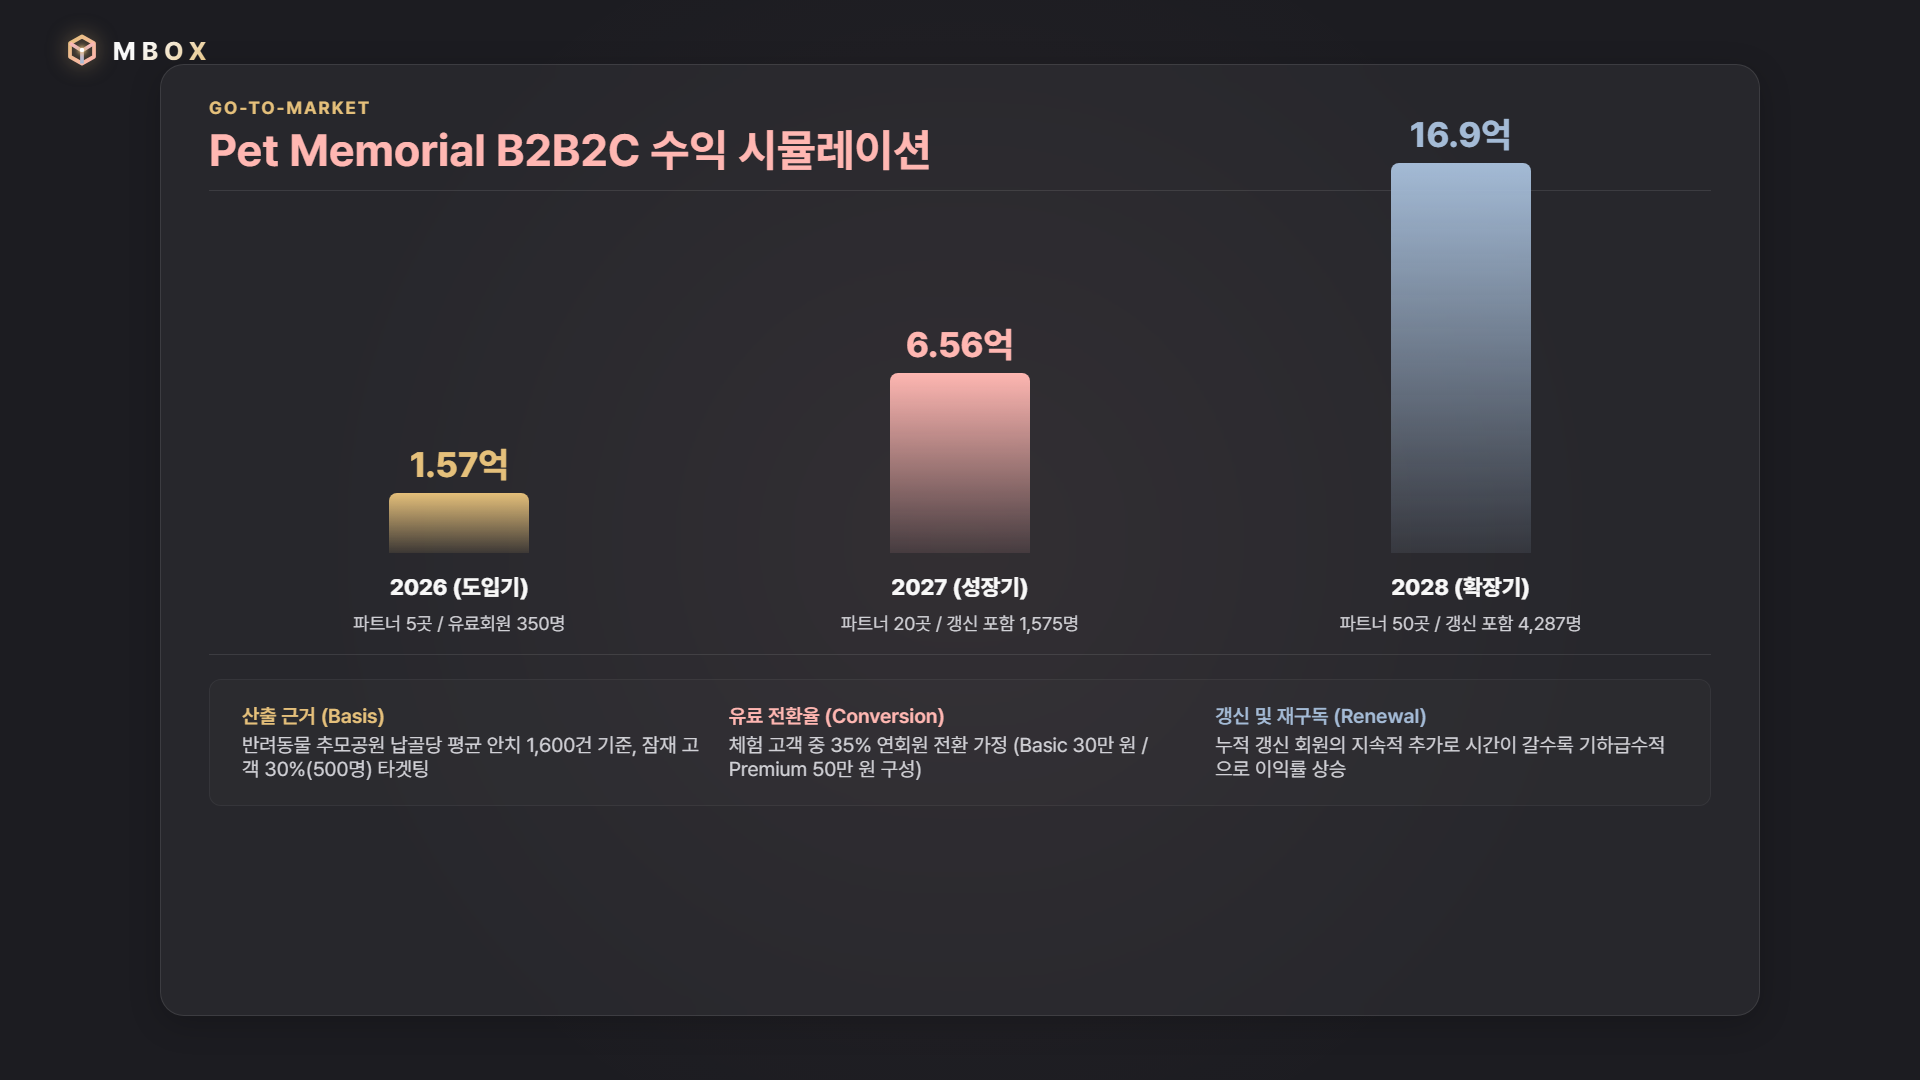 MBOX
GO-TO-MARKET
Pet Memorial B2B2C 수익 시뮬레이션
1.57억
2026 (도입기)
파트너 5곳 / 유료회원 350명
6.56억
2027 (성장기)
파트너 20곳 / 갱신 포함 1,575명
16.9억
2028 (확장기)
파트너 50곳 / 갱신 포함 4,287명
산출 근거 (Basis)
반려동물 추모공원 납골당 평균 안치 1,600건 기준, 잠재 고
객 30%(500명) 타겟팅
유료 전환율 (Conversion)
체험 고객 중 35% 연회원 전환 가정 (Basic 30만 원 /
Premium 50만 원 구성)
갱신 및 재구독 (Renewal)
누적 갱신 회원의 지속적 추가로 시간이 갈수록 기하급수적
으로 이익률 상승